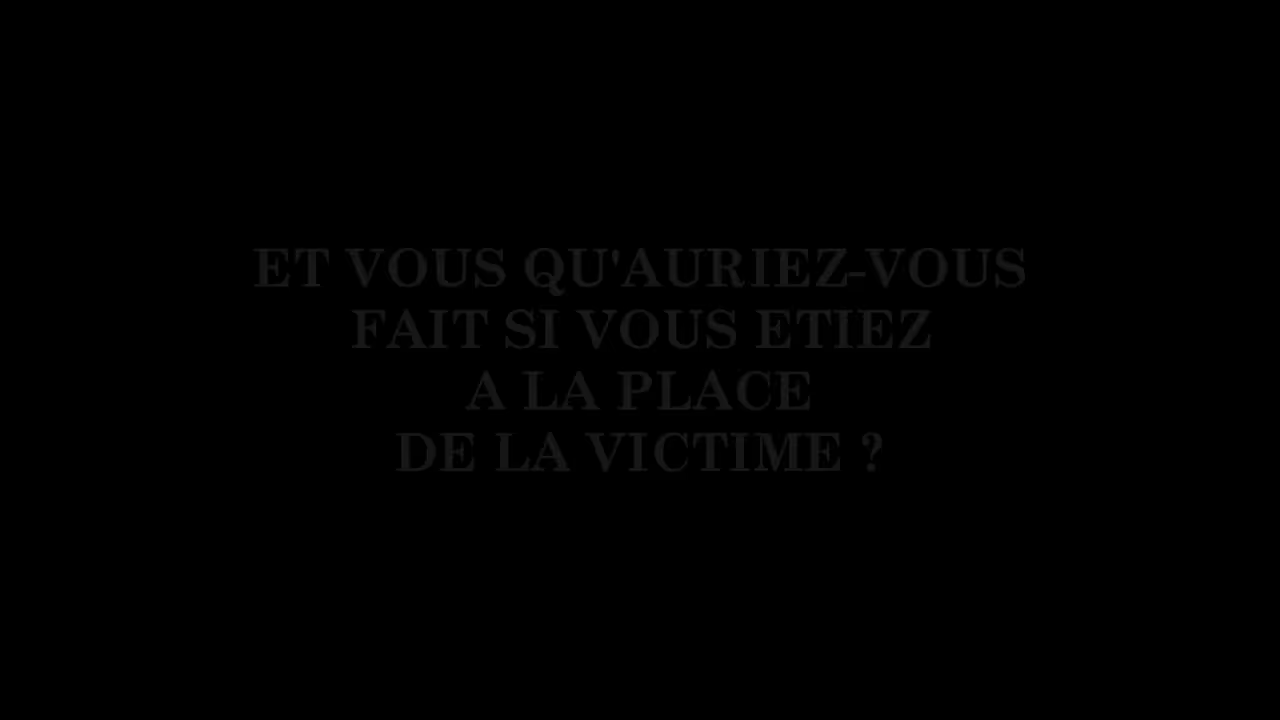 ET VOUS QU'AURIEZ-VOUS
FAIT SI VOUS ETIEZ
A LA PLACE
DE LA VICTIME ?